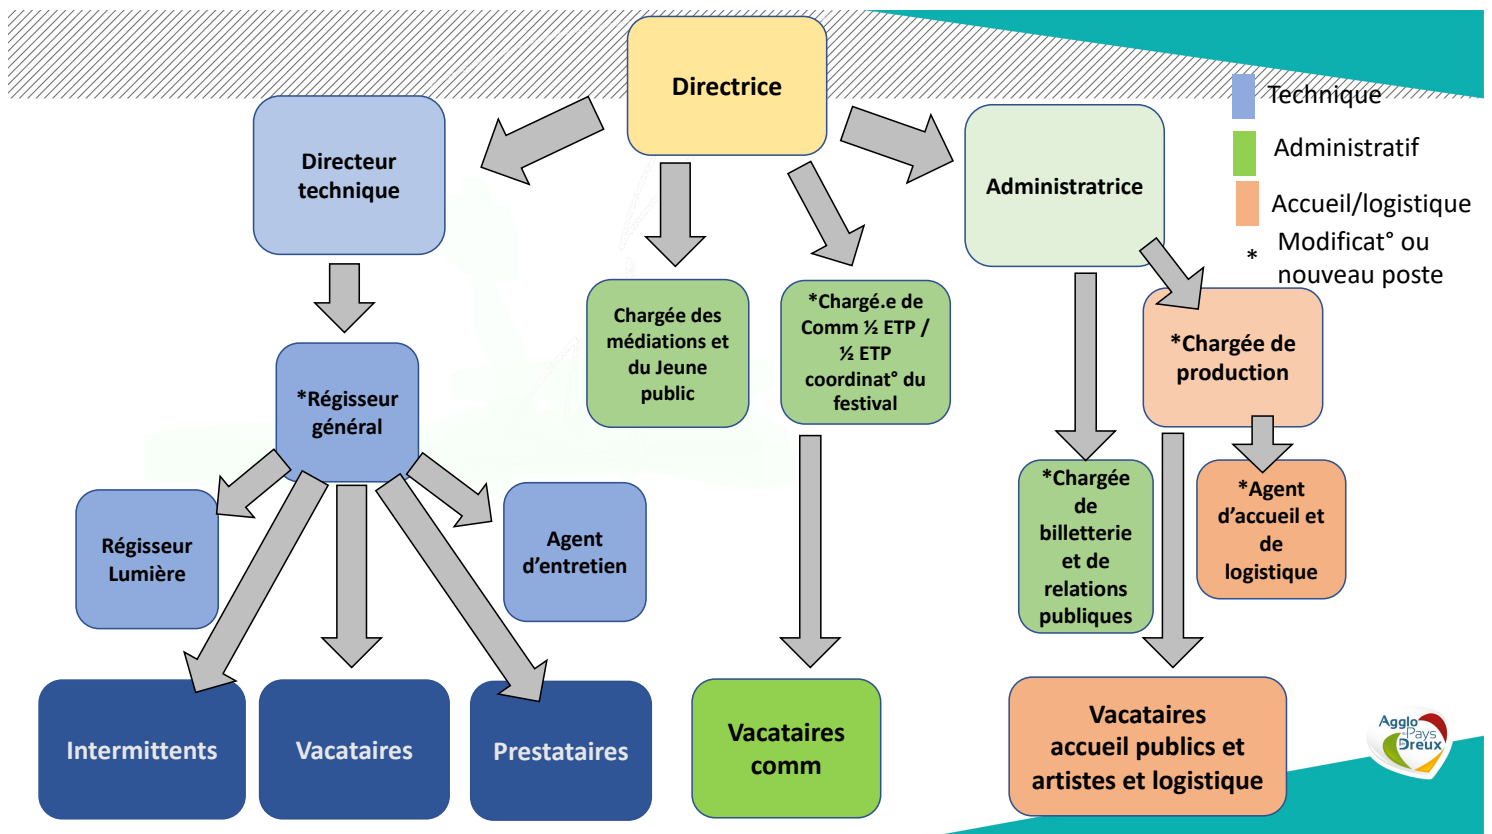 Directrice
Technique
Administratif
Accueil/logistique
* Modificat° ou
nouveau poste
Directeur
technique
Administratrice
Chargée des
médiations et
du Jeune
public
*Chargé.e de
Comm ½ ETP /
½ ETP
coordinat° du
festival
*Chargée de
production
*Régisseur
général
Régisseur
Lumière
Agent
d’entretien
*Chargée
de
billetterie
et de
relations
publiques
*Agent
d’accueil et
de
logistique
Intermittents
Vacataires
Prestataires
Vacataires
comm
Vacataires
accueil publics et
artistes et logistique
Agglo
Pays
Dreux